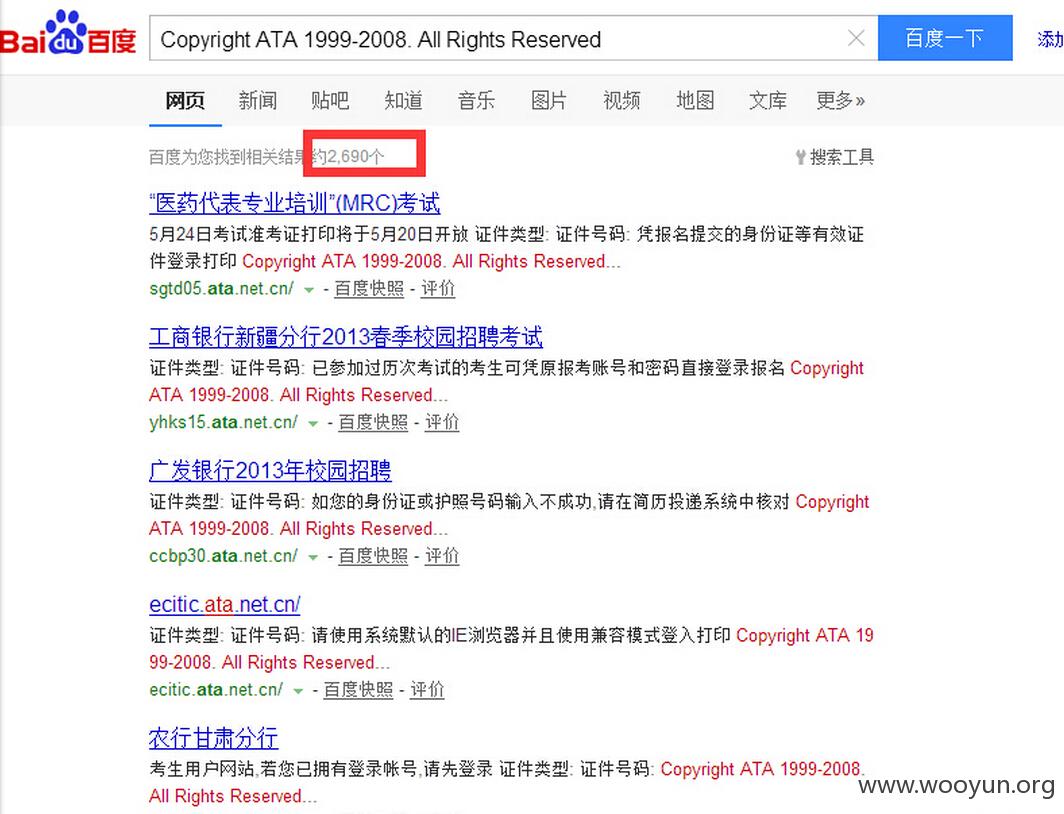 Bai du 百度 Copyright ATA 1999-2008. All Rights Reserved 百度一下
网页 新闻 贴吧 知道 音乐 图片 视频 地图 文库 更多»
百度为您找到相关结果约2,690个 搜索工具
“医药代表专业培训”(MRC)考试
5月24日考试准考证打印将于5月20日开放 证件类型: 证件号码: 凭报名提交的身份证等有效证
件登录打印 Copyright ATA 1999-2008. All Rights Reserved...
sgtd05.ata.net.cn/ - 百度快照 - 评价
工商银行新疆分行2013春季校园招聘考试
证件类型: 证件号码: 已参加过历次考试的考生可凭原报考账号和密码直接登录报名 Copyright
ATA 1999-2008. All Rights Reserved...
yhks15.ata.net.cn/ - 百度快照 - 评价
广发银行2013年校园招聘
证件类型: 证件号码: 如您的身份证或护照号码输入不成功,请在简历投递系统中核对 Copyright
ATA 1999-2008. All Rights Reserved...
ccbp30.ata.net.cn/ - 百度快照 - 评价
ecitic.ata.net.cn/
证件类型: 证件号码: 请使用系统默认的IE浏览器并且使用兼容模式登入打印 Copyright ATA 19
99-2008. All Rights Reserved...
ecitic.ata.net.cn/ - 百度快照 - 评价
农行甘肃分行
考生用户网站,若您已拥有登录帐号,请先登录 证件类型: 证件号码: Copyright ATA 1999-2008.
All Rights Reserved...
www.wooyun.org